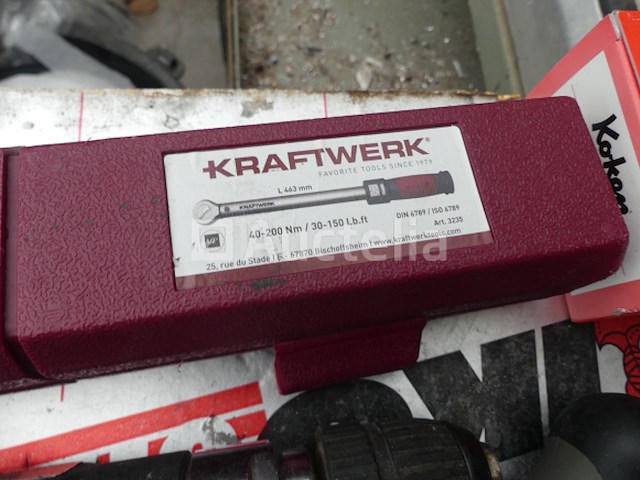 KRAFTWERK®
FAVORITE TOOLS SINCE 1979
L 463 mm
KRAFTWERK
40-200 Nm / 30-150 Lb.ft
DIN 6789 / ISO 6789
Art. 3235
25, rue du Stade | F - 67870 Bischoffsheim | www.kraftwerktools.com
Auctelia
Koken